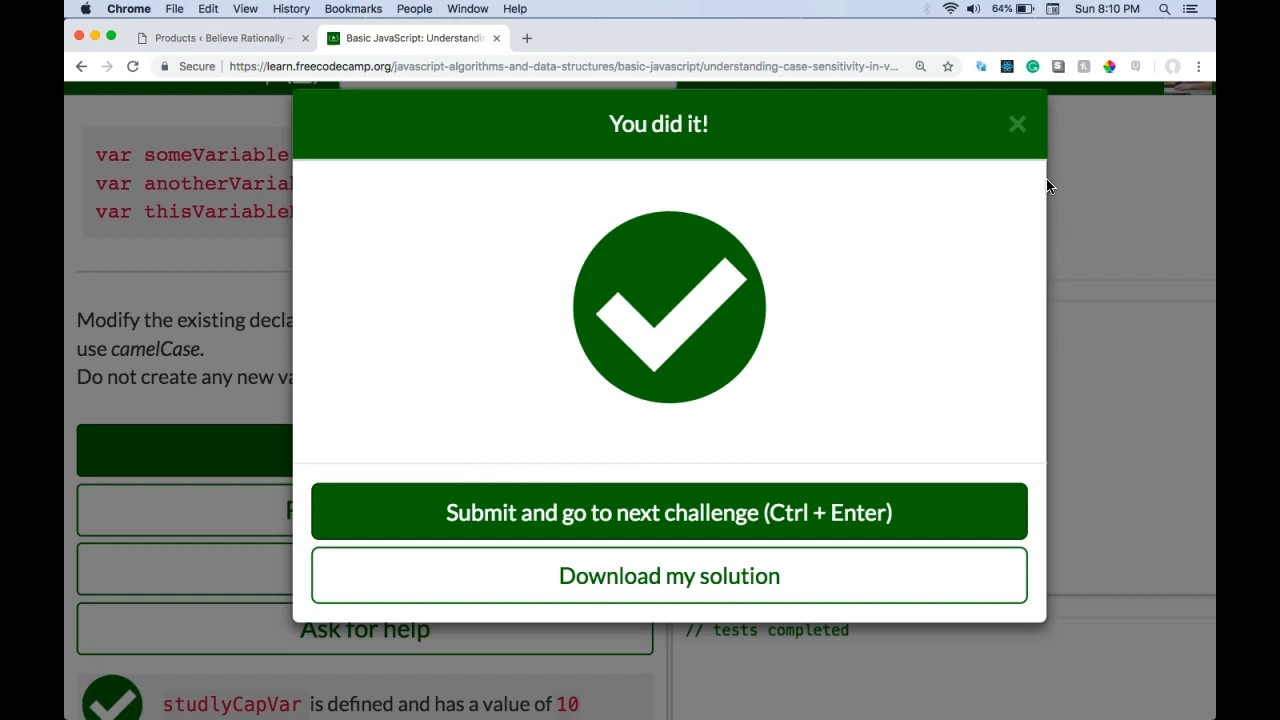 Chrome File Edit View History Bookmarks People Window Help 64% Sun 8:10 PM
Products ‹ Believe Rationally — Basic JavaScript: Understandin
Secure https://learn.freecodecamp.org/javascript-algorithms-and-data-structures/basic-javascript/understanding-case-sensitivity-in-v...
You did it!
var someVariable
var anotherVariab
var thisVariable
Modify the existing decla
use camelCase.
Do not create any new va
Submit and go to next challenge (Ctrl + Enter)
Download my solution
Ask for help
// tests completed
studlyCapVar is defined and has a value of 10